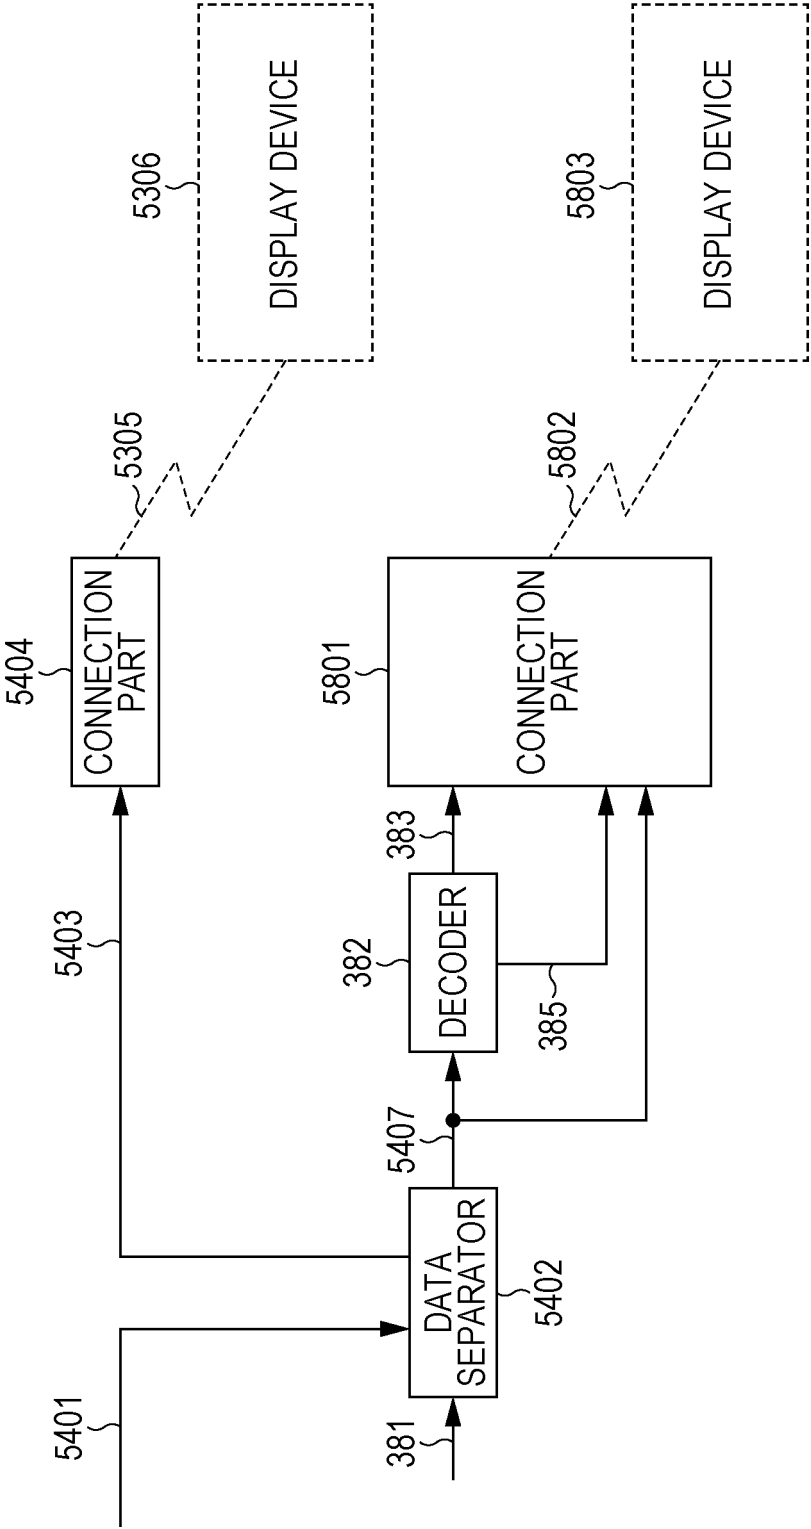 5401
381
DATA
SEPARATOR
5402
5403
5407
382
DECODER
385
383
5404
CONNECTION
PART
5801
CONNECTION
PART
5305
5802
5306
DISPLAY DEVICE
5803
DISPLAY DEVICE